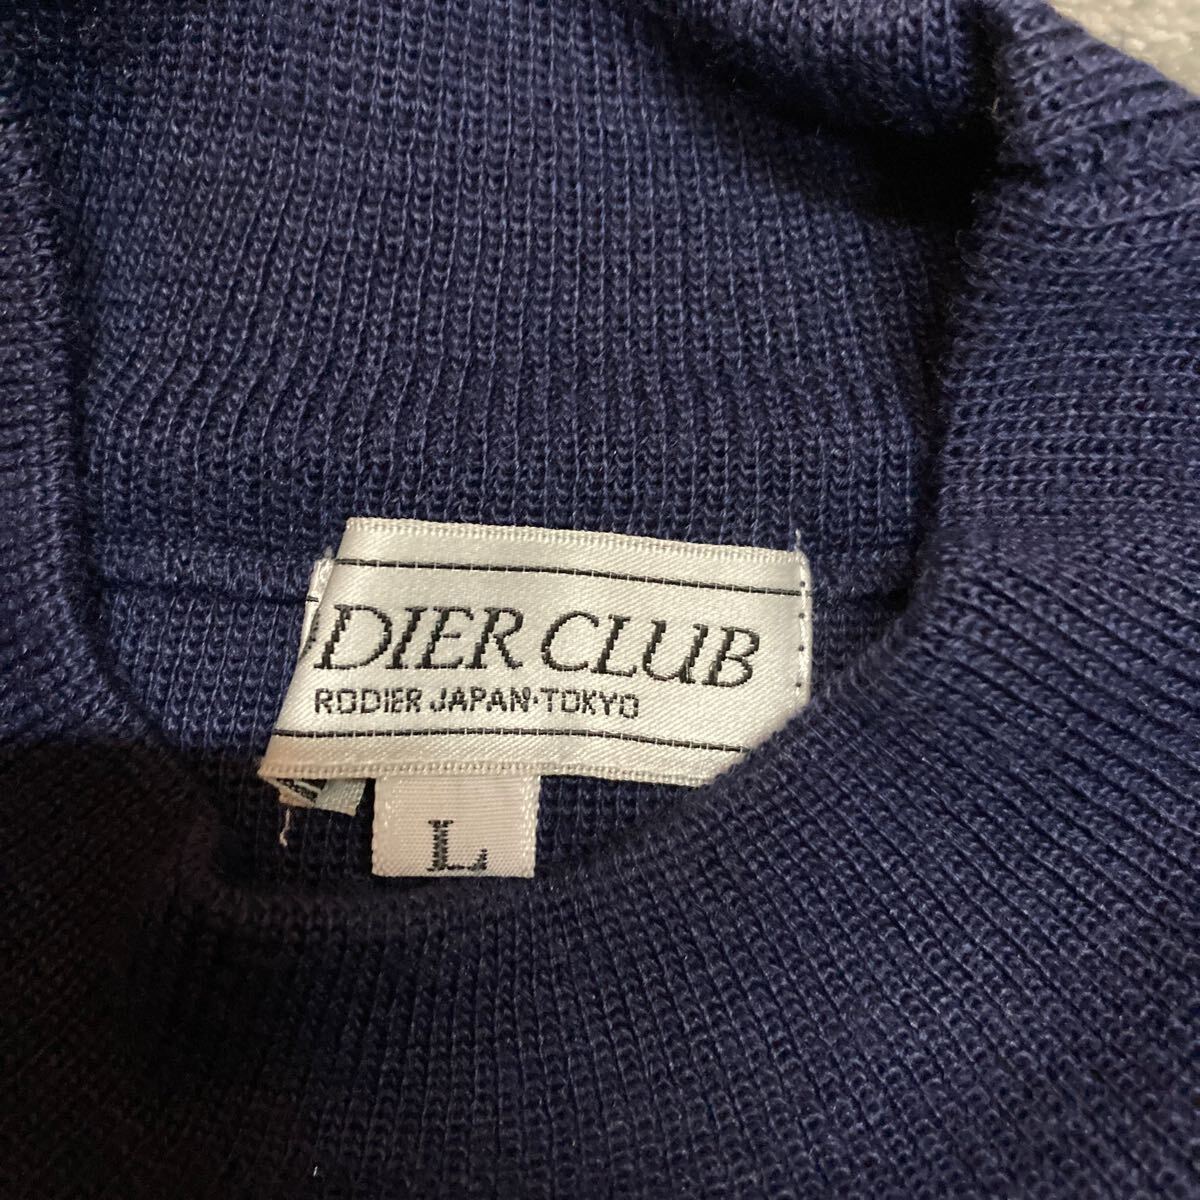 DIER CLUB
RODIER JAPAN·TOKYO
L